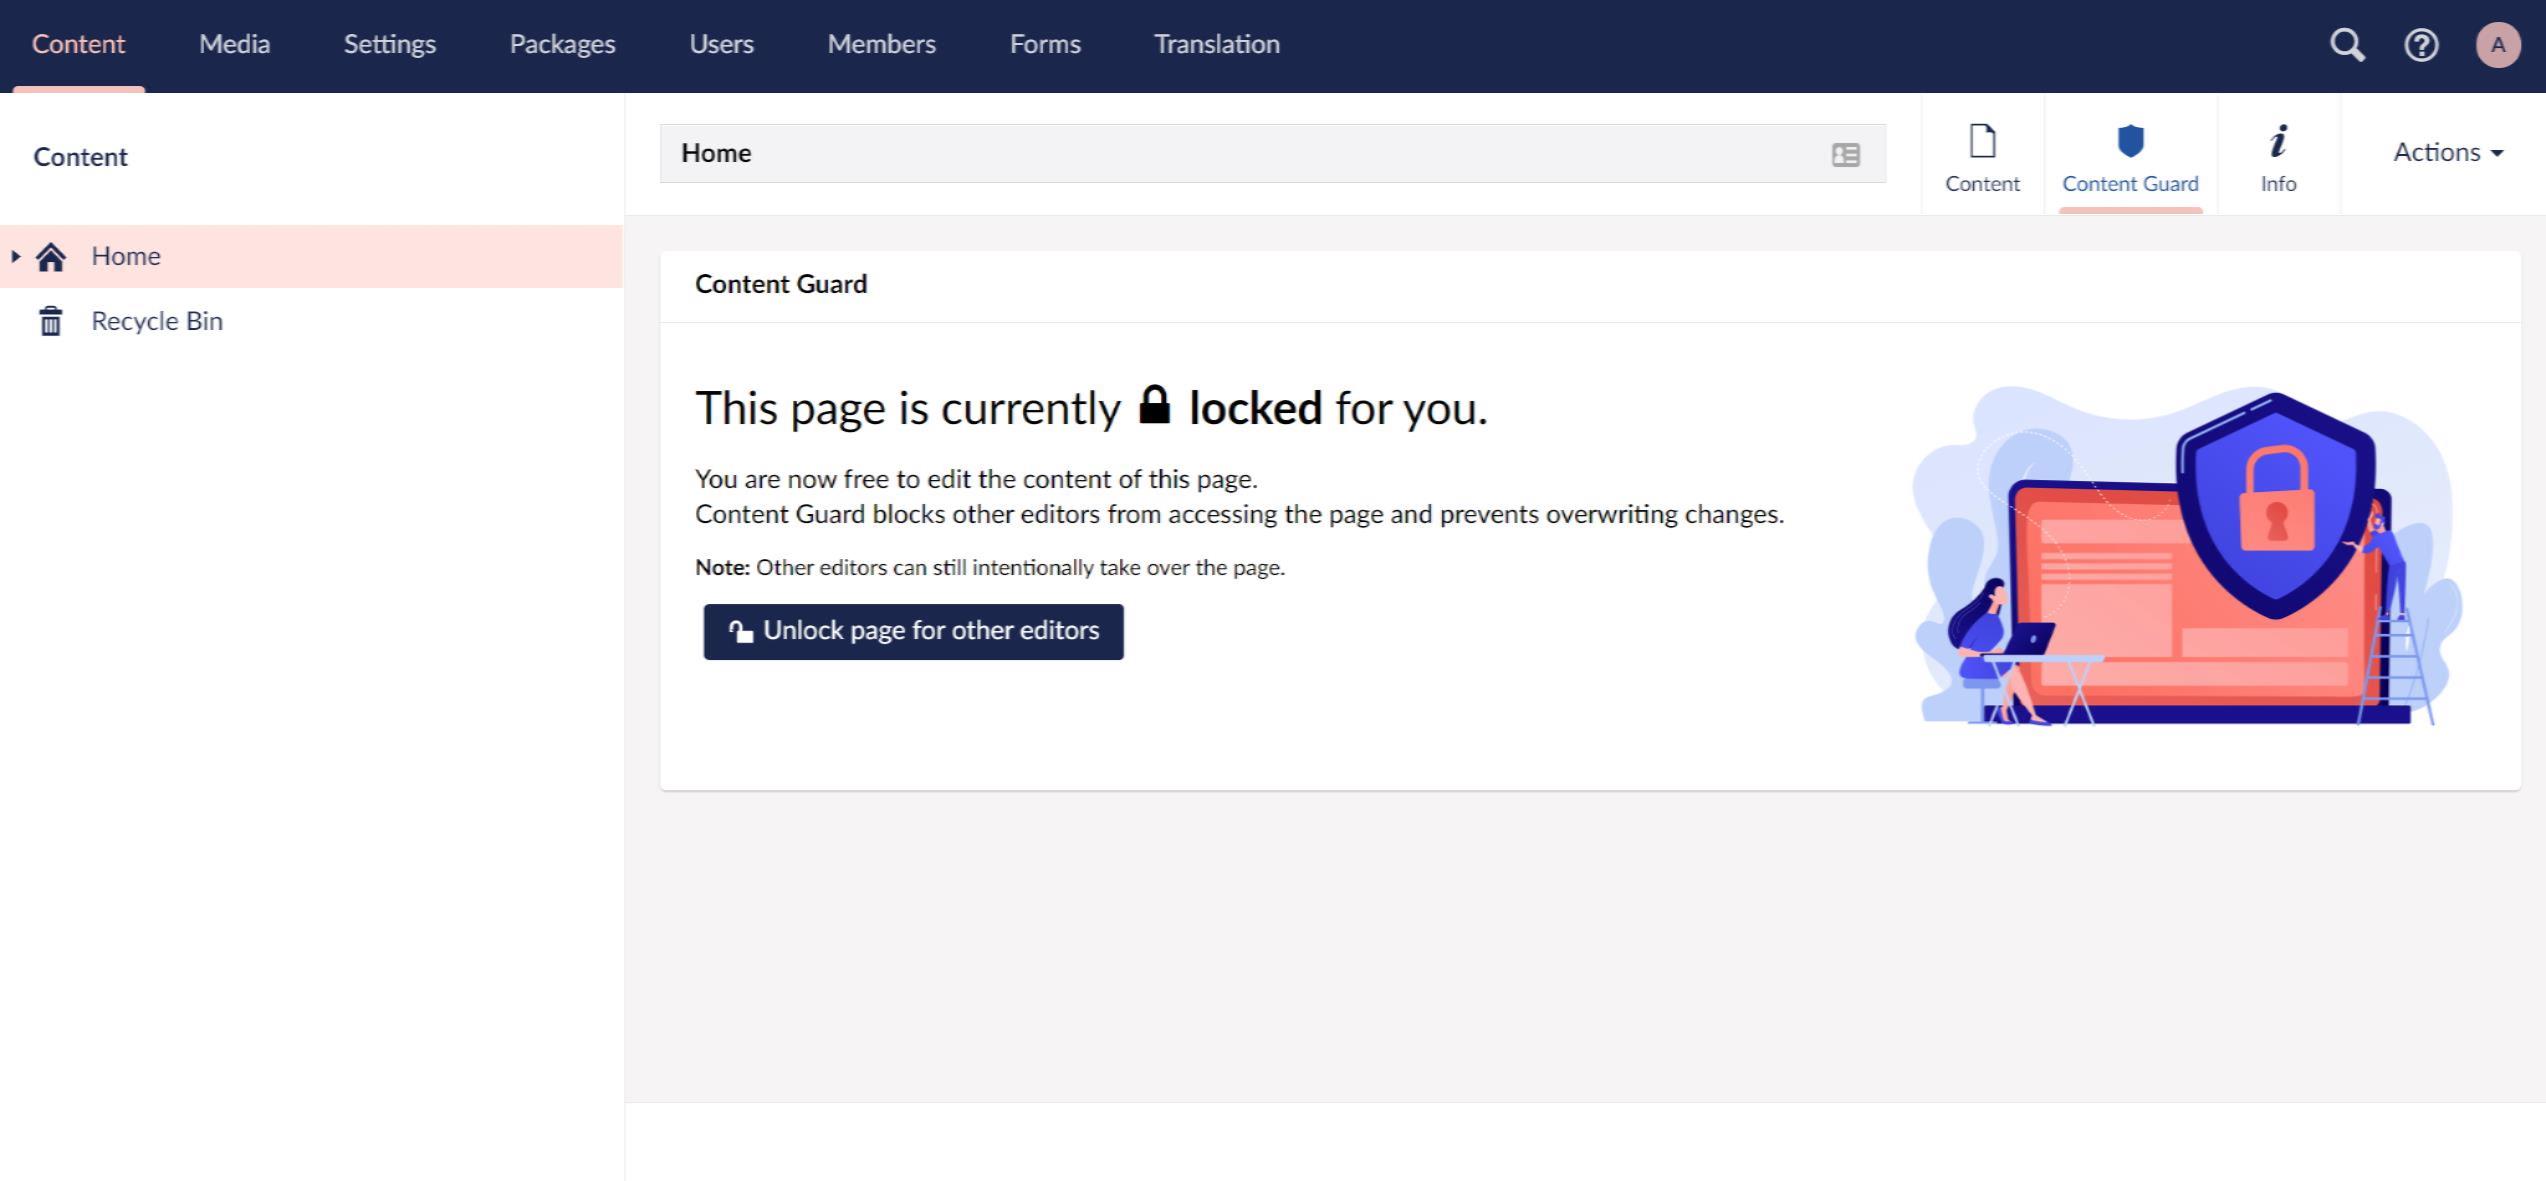 Content Media Settings Packages Users Members Forms Translation A
Content
Home
Recycle Bin
Home
Content
Content Guard
Info
Actions
Content Guard
This page is currently locked for you.
You are now free to edit the content of this page.
Content Guard blocks other editors from accessing the page and prevents overwriting changes.
Note: Other editors can still intentionally take over the page.
Unlock page for other editors